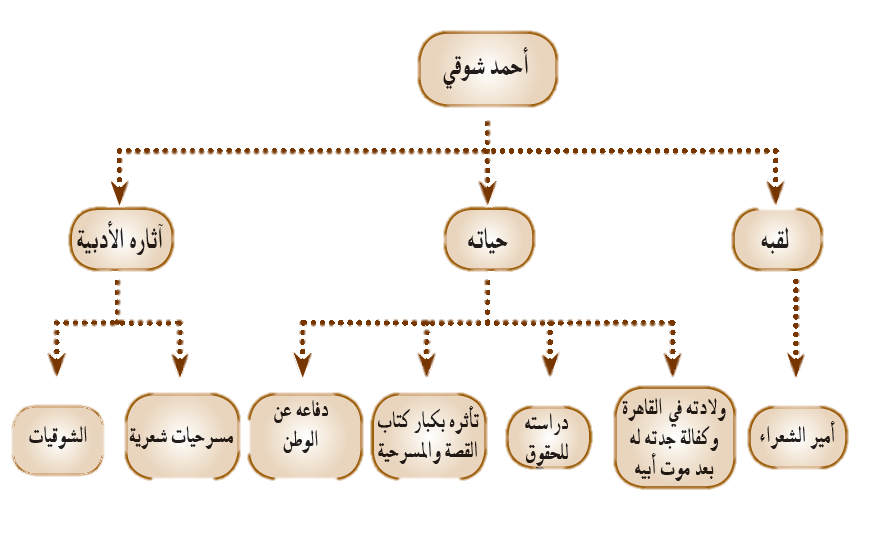 أحمد شوقي
لقبه
حياته
آثاره الأدبية
أمير الشعراء
ولادته في القاهرة
وكفالة جدته له
بعد موت أبيه
دراسته
للحقوق
تأثره بكبار كتاب
القصة والمسرحية
دفاعه عن
الوطن
مسرحيات شعرية
الشوقيات